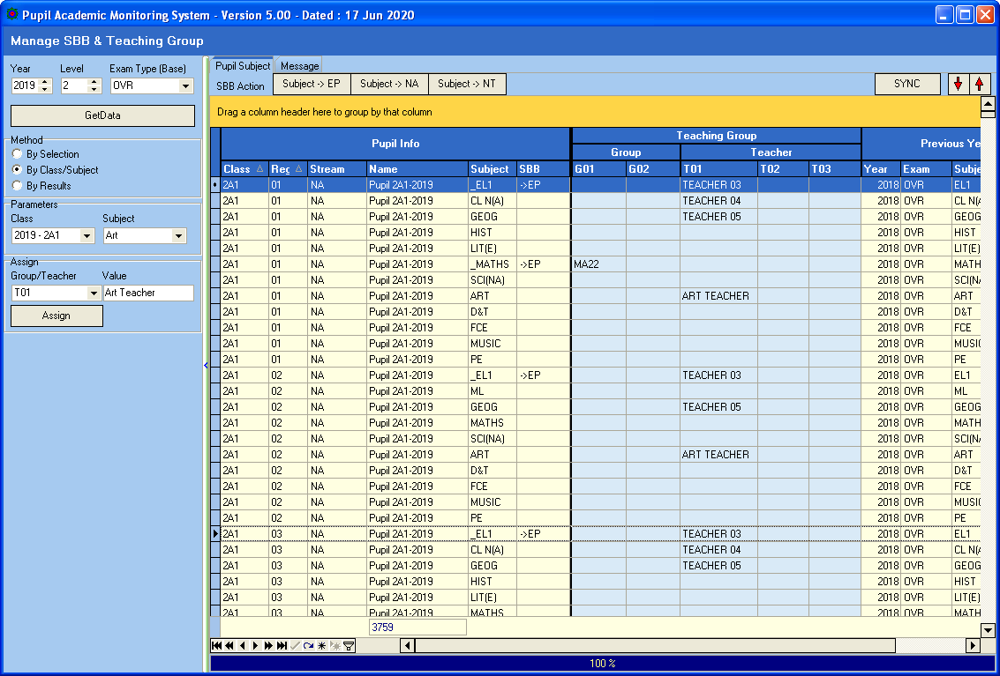 Pupil Academic Monitoring System - Version 5.00 - Dated : 17 Jun 2020
Manage SBB & Teaching Group
Year Level Exam Type (Base)
2019 2 OVR
GetData
Method
By Selection
By Class/Subject
By Results
Parameters
Class Subject
2019 - 2A1 Art
Assign
Group/Teacher Value
T01 Art Teacher
Assign
Pupil Subject Message
SBB Action Subject -> EP Subject -> NA Subject -> NT SYNC
Drag a column header here to group by that column
Pupil Info Teaching Group Previous Ye
Group Teacher
Class Reg Stream Name Subject SBB G01 G02 T01 T02 T03 Year Exam Subje
2A1 01 NA Pupil 2A1-2019 _EL1 ->EP TEACHER 03 2018 OVR EL1
2A1 01 NA Pupil 2A1-2019 CL N(A) TEACHER 04 2018 OVR CL N(A
2A1 01 NA Pupil 2A1-2019 GEOG TEACHER 05 2018 OVR GEOG
2A1 01 NA Pupil 2A1-2019 HIST 2018 OVR HIST
2A1 01 NA Pupil 2A1-2019 LIT(E) 2018 OVR LIT(E)
2A1 01 NA Pupil 2A1-2019 _MATHS ->EP MA22 2018 OVR MATH
2A1 01 NA Pupil 2A1-2019 SCI(NA) 2018 OVR SCI(NA
2A1 01 NA Pupil 2A1-2019 ART ART TEACHER 2018 OVR ART
2A1 01 NA Pupil 2A1-2019 D&T 2018 OVR D&T
2A1 01 NA Pupil 2A1-2019 FCE 2018 OVR FCE
2A1 01 NA Pupil 2A1-2019 MUSIC 2018 OVR MUSIC
2A1 01 NA Pupil 2A1-2019 PE 2018 OVR PE
2A1 02 NA Pupil 2A1-2019 _EL1 ->EP TEACHER 03 2018 OVR EL1
2A1 02 NA Pupil 2A1-2019 ML 2018 OVR ML
2A1 02 NA Pupil 2A1-2019 GEOG TEACHER 05 2018 OVR GEOG
2A1 02 NA Pupil 2A1-2019 MATHS 2018 OVR MATH
2A1 02 NA Pupil 2A1-2019 SCI(NA) 2018 OVR SCI(NA
2A1 02 NA Pupil 2A1-2019 ART ART TEACHER 2018 OVR ART
2A1 02 NA Pupil 2A1-2019 D&T 2018 OVR D&T
2A1 02 NA Pupil 2A1-2019 FCE 2018 OVR FCE
2A1 02 NA Pupil 2A1-2019 MUSIC 2018 OVR MUSIC
2A1 02 NA Pupil 2A1-2019 PE 2018 OVR PE
2A1 03 NA Pupil 2A1-2019 _EL1 ->EP TEACHER 03 2018 OVR EL1
2A1 03 NA Pupil 2A1-2019 CL N(A) TEACHER 04 2018 OVR CL N(A
2A1 03 NA Pupil 2A1-2019 GEOG TEACHER 05 2018 OVR GEOG
2A1 03 NA Pupil 2A1-2019 HIST 2018 OVR HIST
2A1 03 NA Pupil 2A1-2019 LIT(E) 2018 OVR LIT(E)
2A1 03 NA Pupil 2A1-2019 MATHS 2018 OVR MATH
3759
100 %